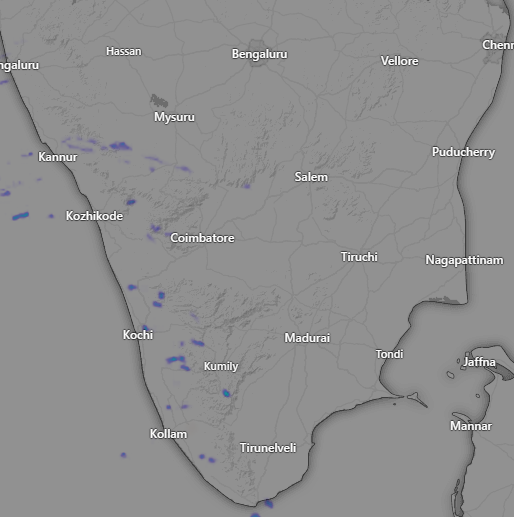 Hassan
Bengaluru
Chenn
Vellore
ngaluru
Mysuru
Kannur
Puducherry
Salem
Kozhikode
Coimbatore
Tiruchi
Nagapattinam
Kochi
Madurai
Tondi
Kumily
Jaffna
Mannar
Kollam
Tirunelveli